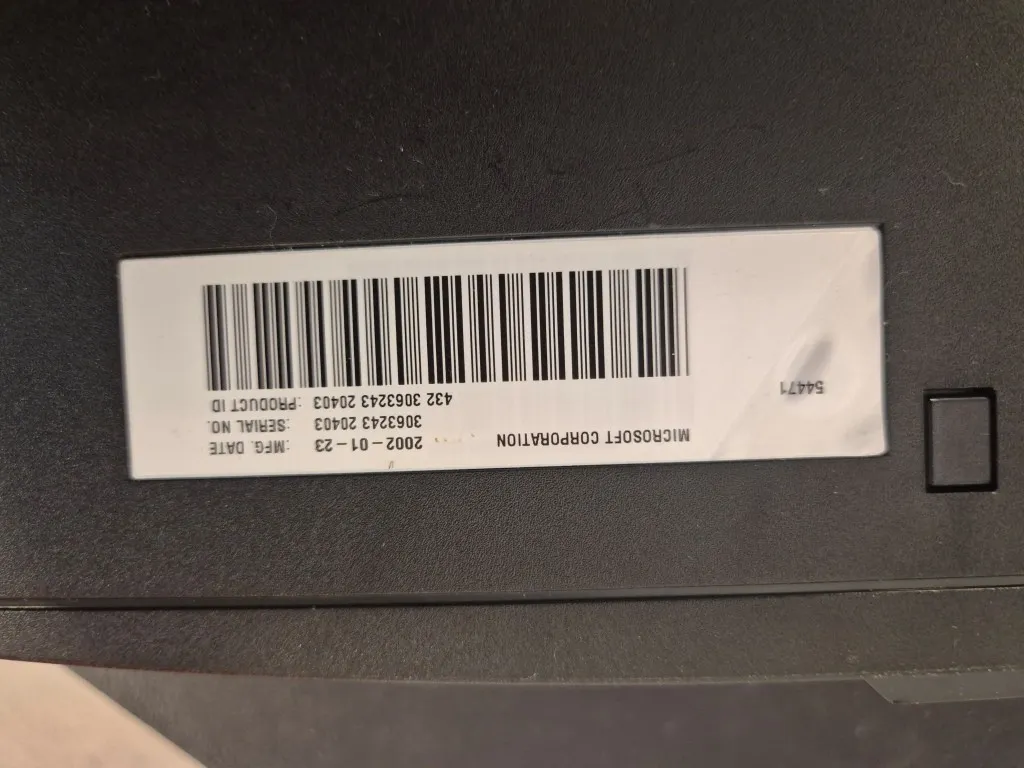 MICROSOFT CORPORATION 2002-01-23 :MFG. DATE
3063243 20403 :SERIAL NO.
432 3063243 20403 :PRODUCT ID
54471